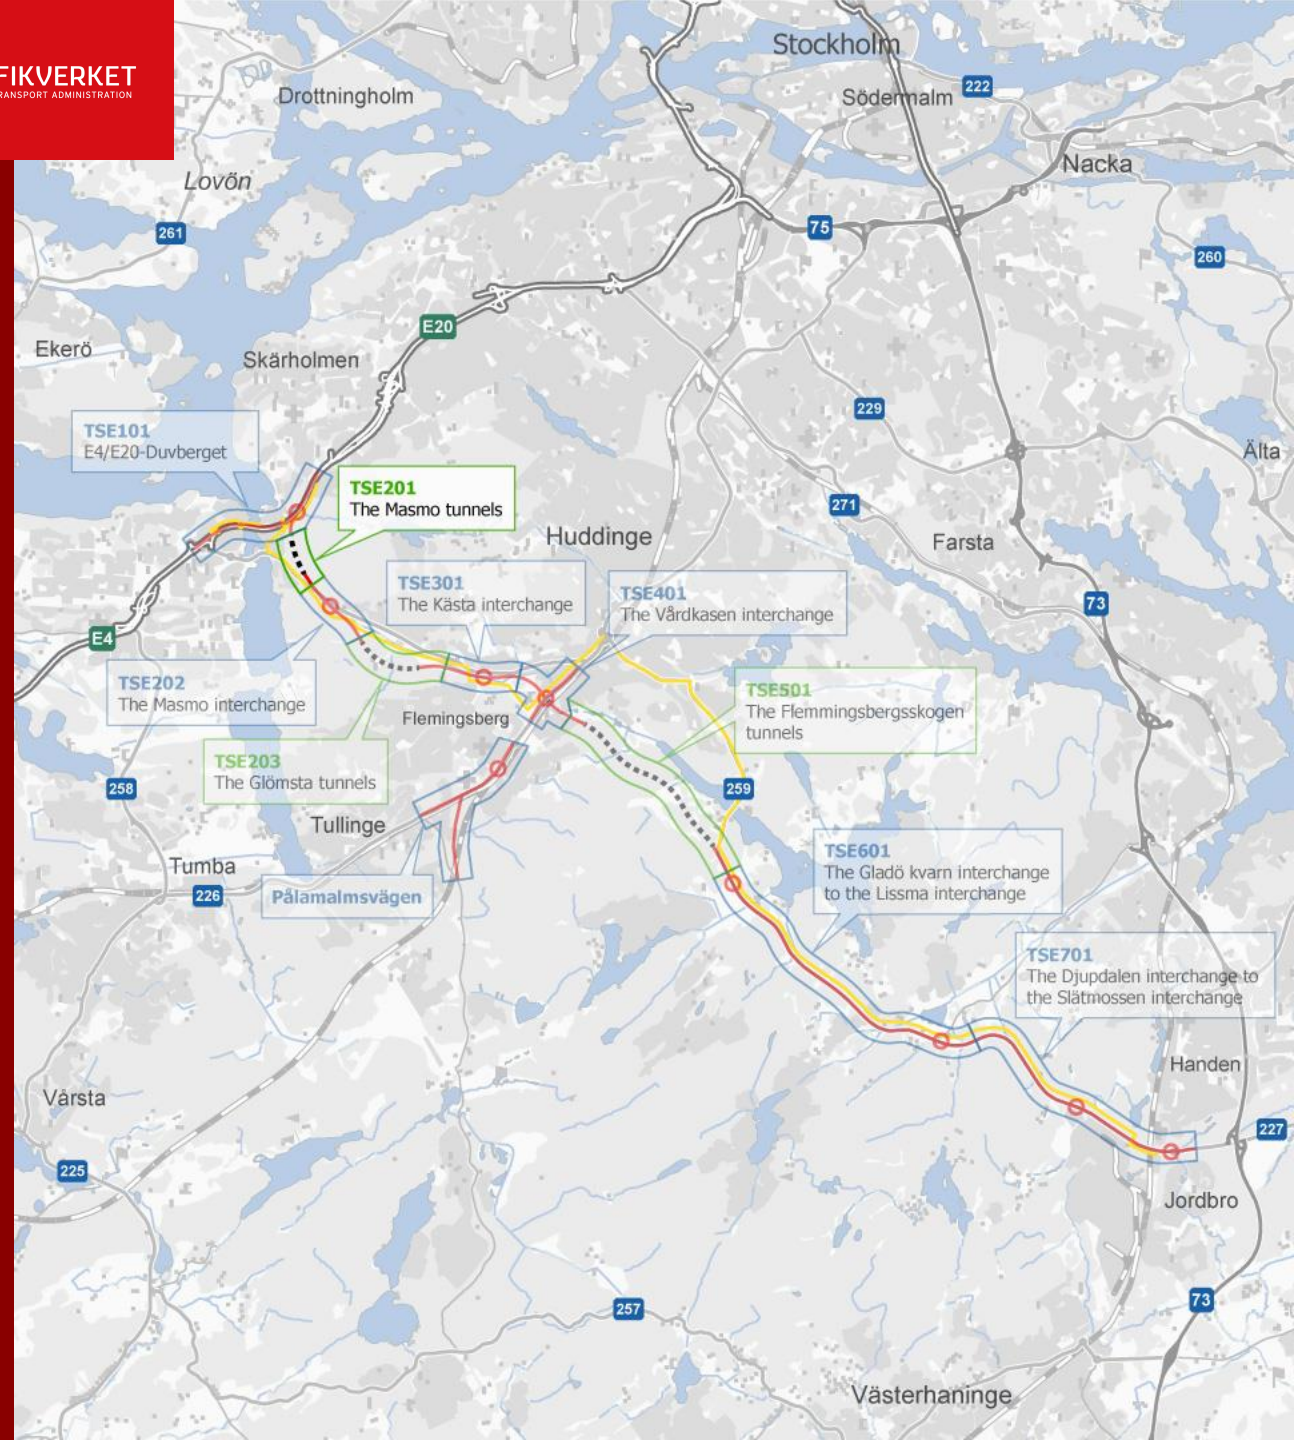 FIKVERKET
RANSPORT ADMINISTRATION
Stockholm
Drottningholm
222
Södermalm
Nacka
Lovön
261
75
260
E20
Ekerö
Skärholmen
229
TSE101
E4/E20-Duvberget
Älta
TSE201
The Masmo tunnels
271
Huddinge
Farsta
TSE301
The Kästa interchange
TSE401
The Vårdkasen interchange
73
E4
TSE202
The Masmo interchange
TSE501
The Flemmingsbergsskogen
tunnels
Flemingsberg
TSE203
The Glömsta tunnels
258
259
Tullinge
TSE601
The Gladö kvarn interchange
to the Lissma interchange
Tumba
226
Pålamalmsvägen
TSE701
The Djupdalen interchange to
the Slätmossen interchange
Handen
Vårsta
227
225
Jordbro
73
257
Västerhaninge